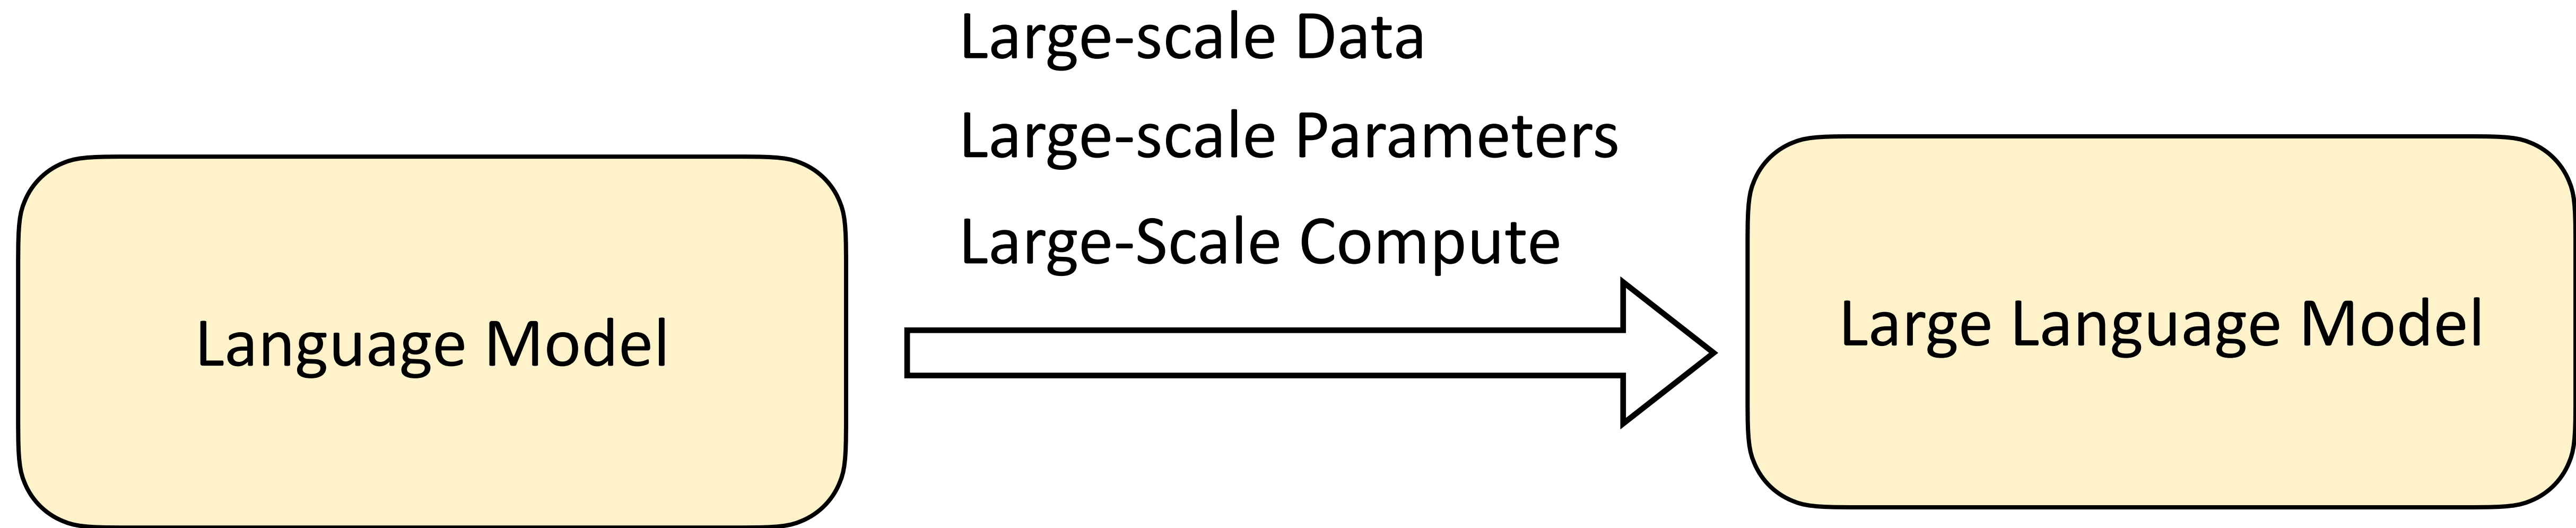 Large-scale Data
Large-scale Parameters
Large-Scale Compute
Language Model
Large Language Model